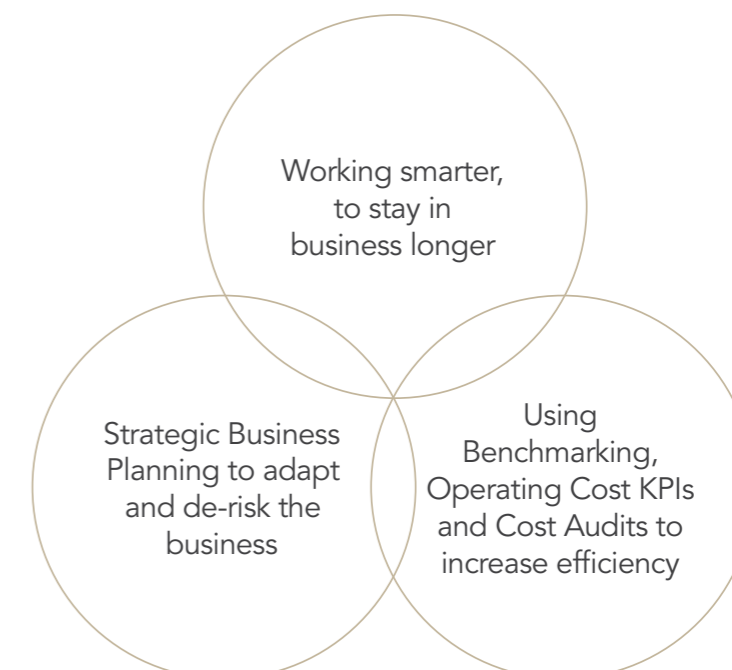 Working smarter,
to stay in
business longer
Strategic Business
Planning to adapt
and de-risk the
business
Using
Benchmarking,
Operating Cost KPIs
and Cost Audits to
increase efficiency